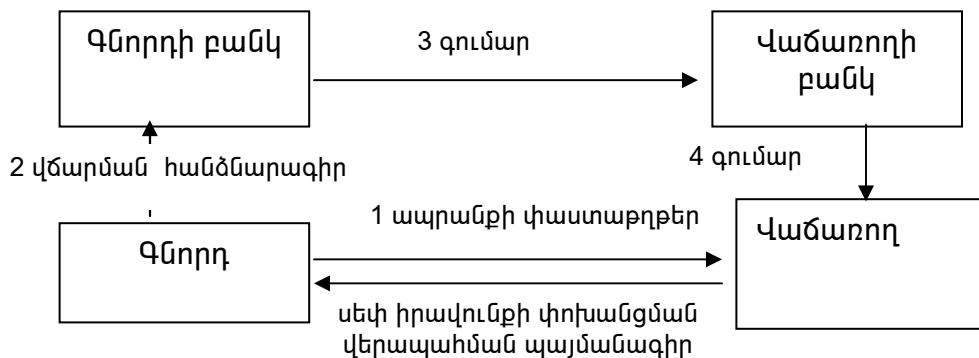 Գնորդի բանկ
3 գումար
Վաճառողի
բանկ
2 վճարման հանձնարագիր
4 գումար
Գնորդ
1 ապրանքի փաստաթղթեր
Վաճառող
սեփ իրավունքի փոխանցման
վերապահման պայմանագիր